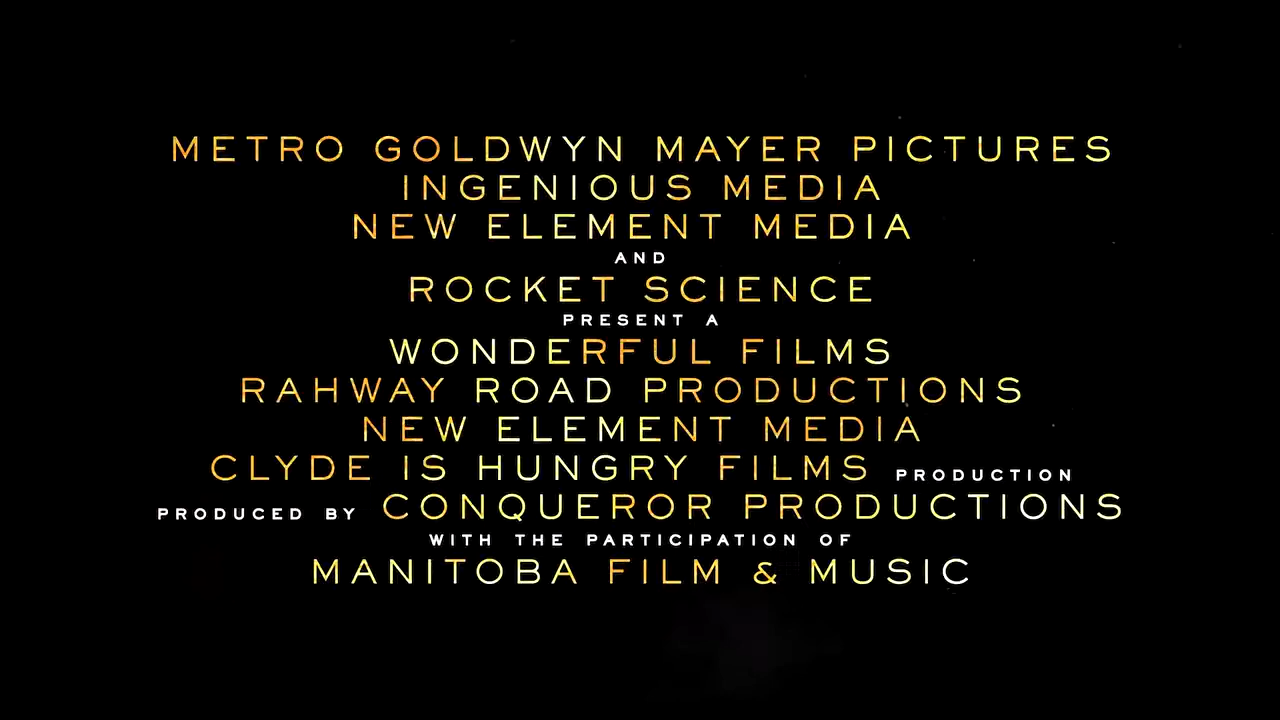 METRO GOLDWYN MAYER PICTURES
INGENIOUS MEDIA
NEW ELEMENT MEDIA
AND
ROCKET SCIENCE
PRESENT A
WONDERFUL FILMS
RAHWAY ROAD PRODUCTIONS
NEW ELEMENT MEDIA
CLYDE IS HUNGRY FILMS PRODUCTION
PRODUCED BY CONQUEROR PRODUCTIONS
WITH THE PARTICIPATION OF
MANITOBA FILM & MUSIC